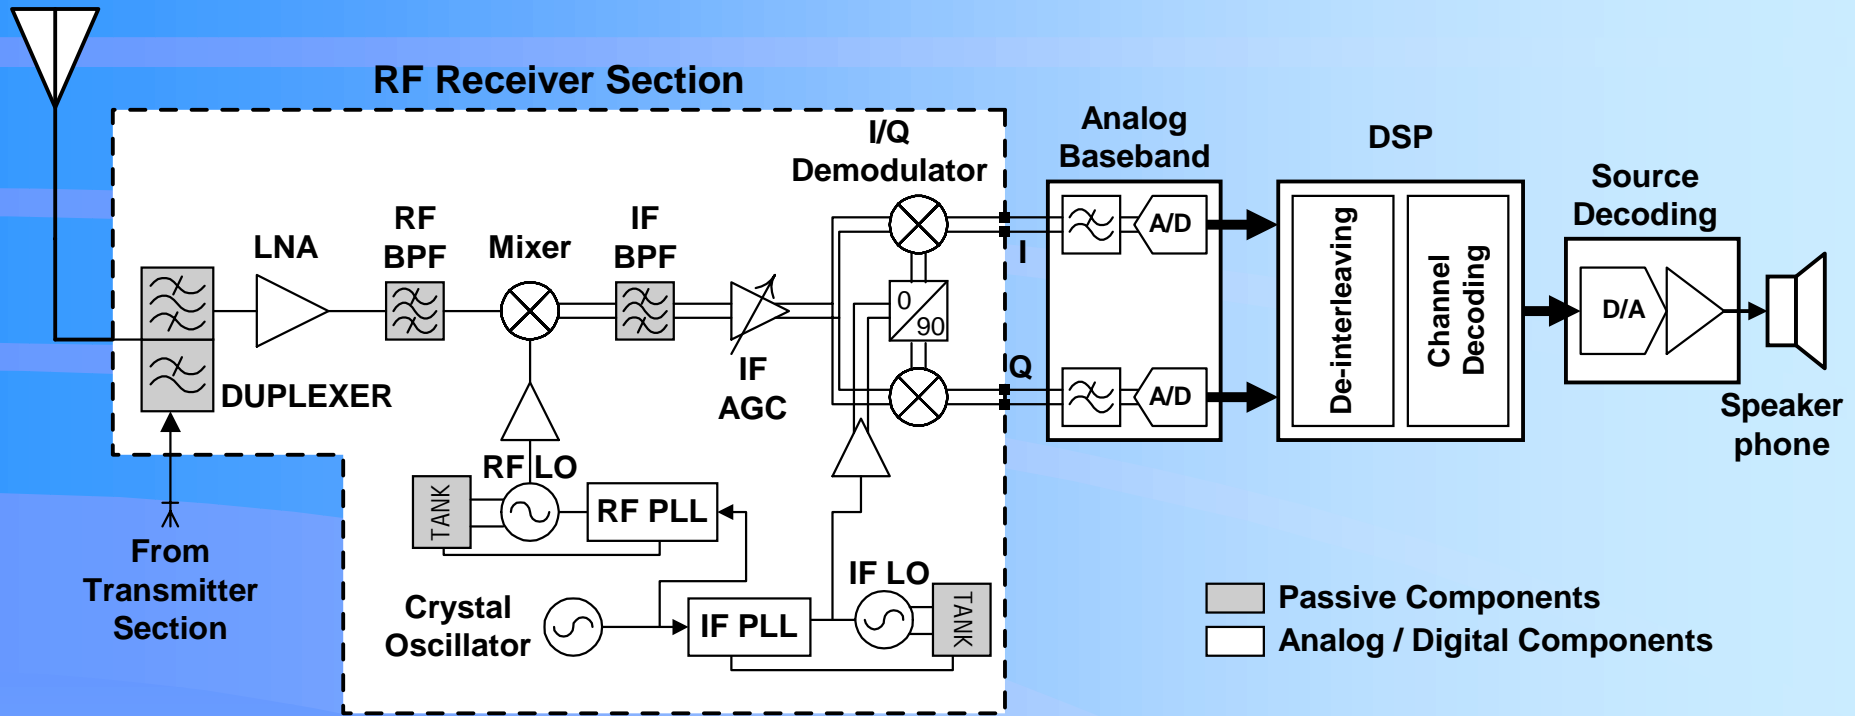 RF Receiver Section
I/Q
Demodulator
Analog
Baseband
DSP
Source
Decoding
LNA
RF
BPF
Mixer
IF
BPF
IF
AGC
DUPLEXER
0
90
I
Q
A/D
A/D
De-interleaving
Channel
Decoding
D/A
Speaker
phone
RF LO
TANK
RF PLL
From
Transmitter
Section
Crystal
Oscillator
IF PLL
IF LO
TANK
Passive Components
Analog / Digital Components